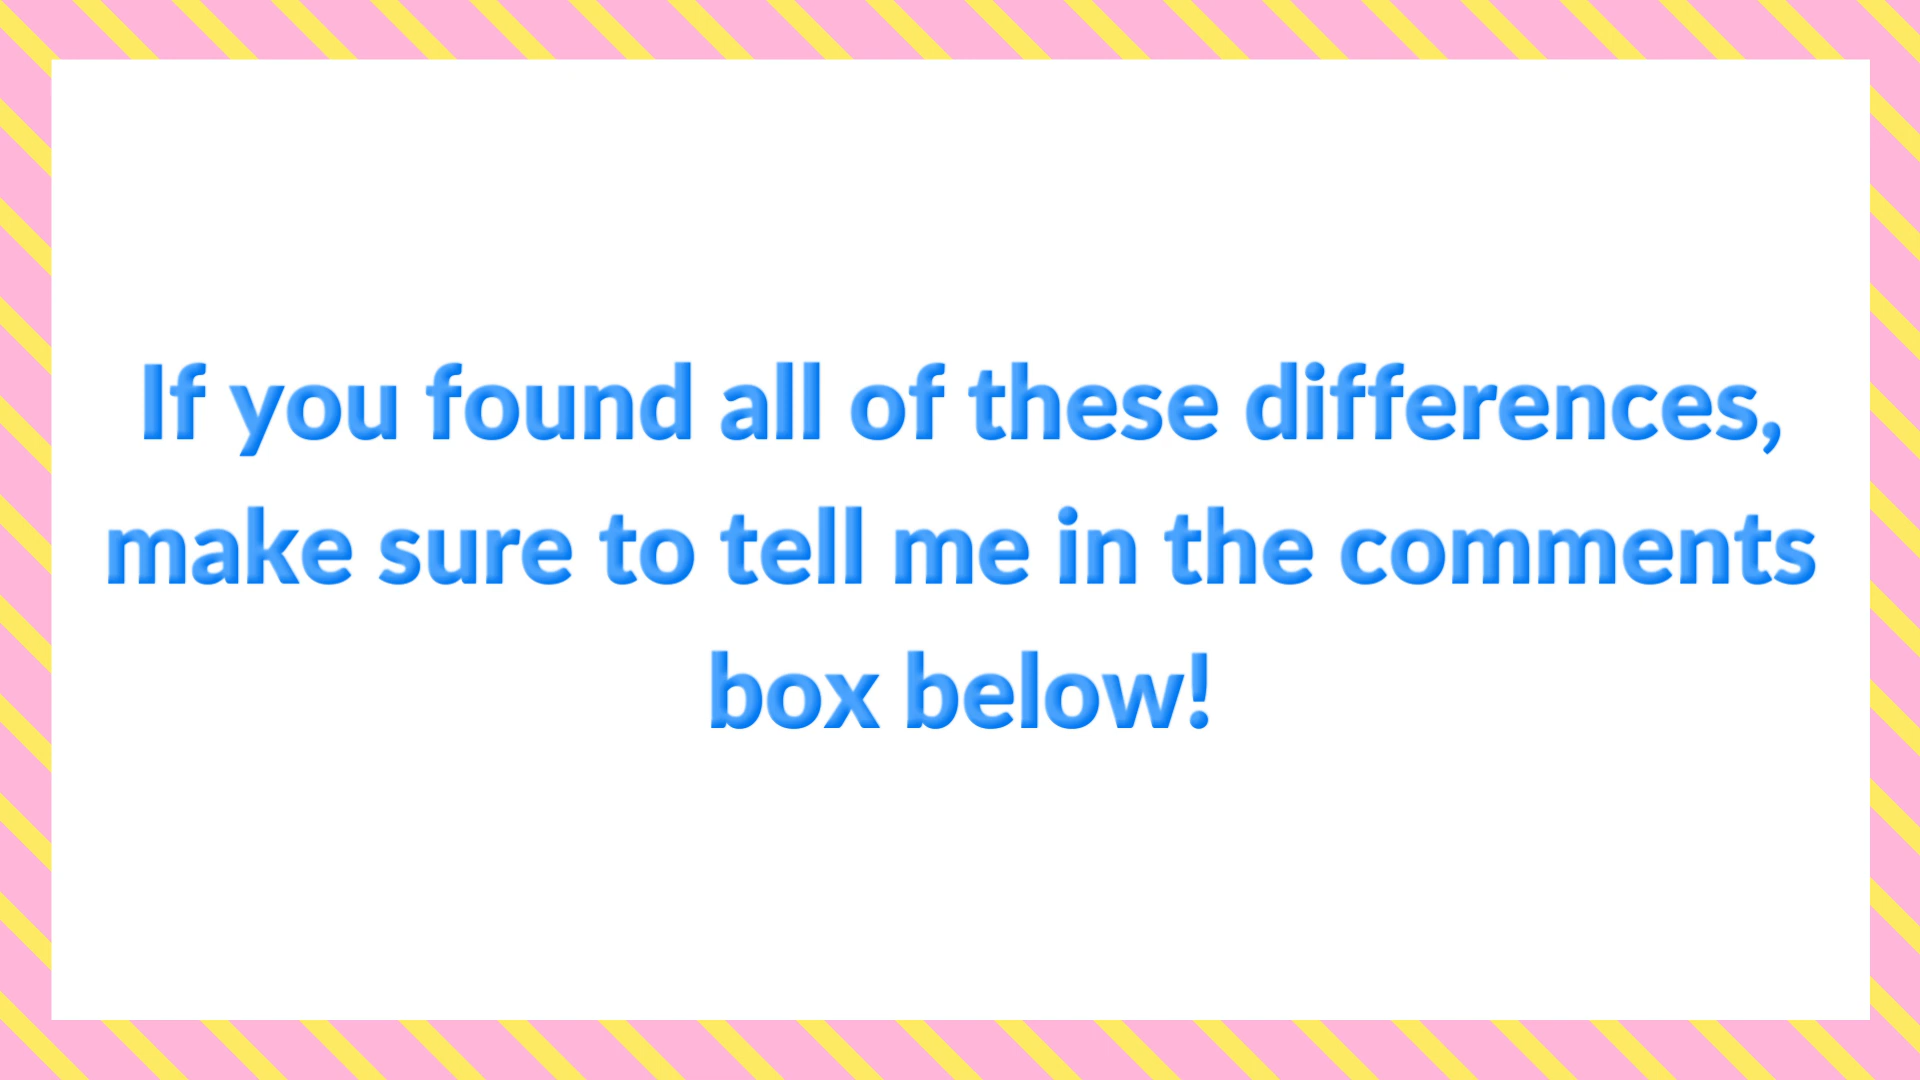 If you found all of these differences,
make sure to tell me in the comments
box below!